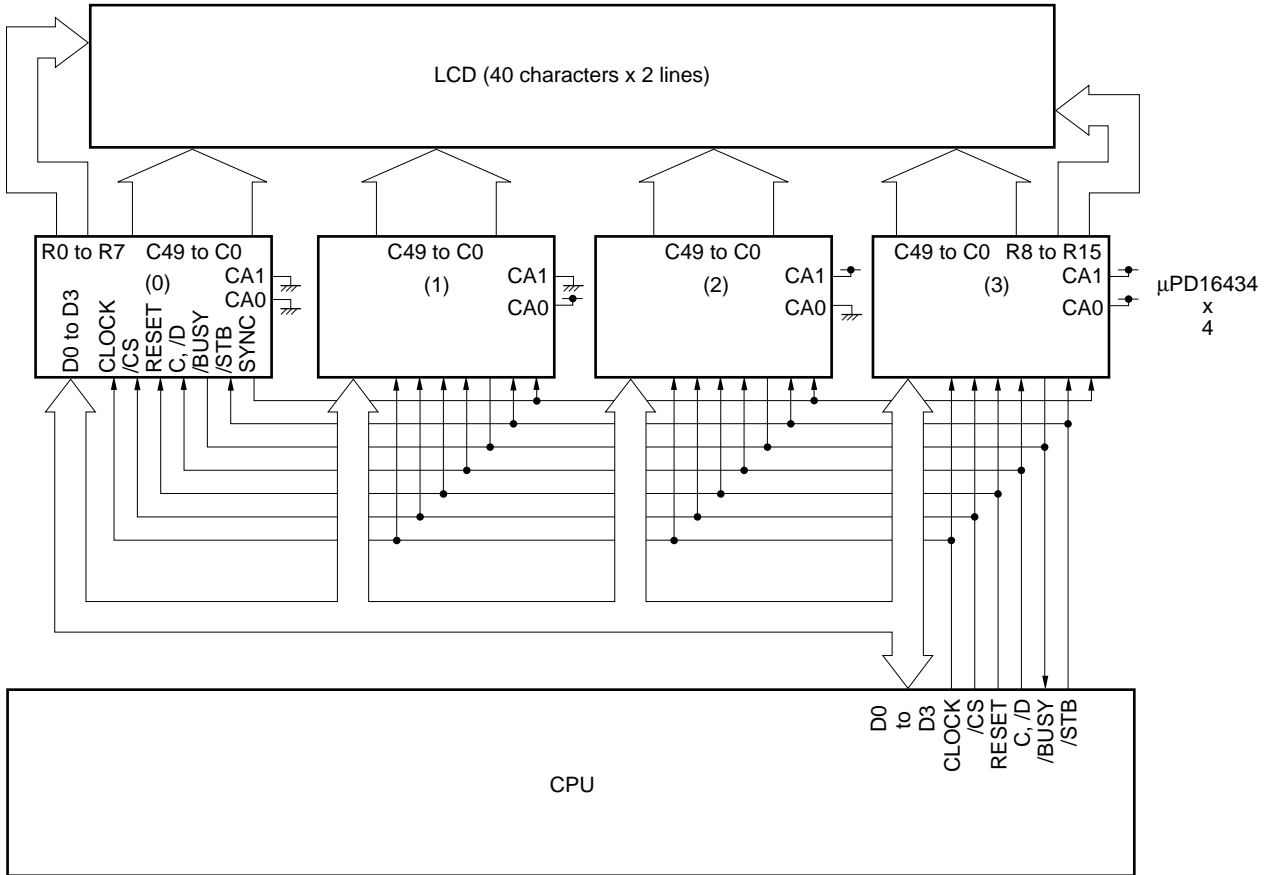 LCD (40 characters x 2 lines)
R0 to R7 C49 to C0
(0)
CA1
CA0
D0 to D3
CLOCK
/CS
RESET
C, /D
/BUSY
/STB
SYNC
C49 to C0
(1)
CA1
CA0
C49 to C0
(2)
CA1
CA0
C49 to C0 R8 to R15
(3)
CA1
CA0
μPD16434
x
4
D0
to
D3
CLOCK
/CS
RESET
C, /D
/BUSY
/STB
CPU